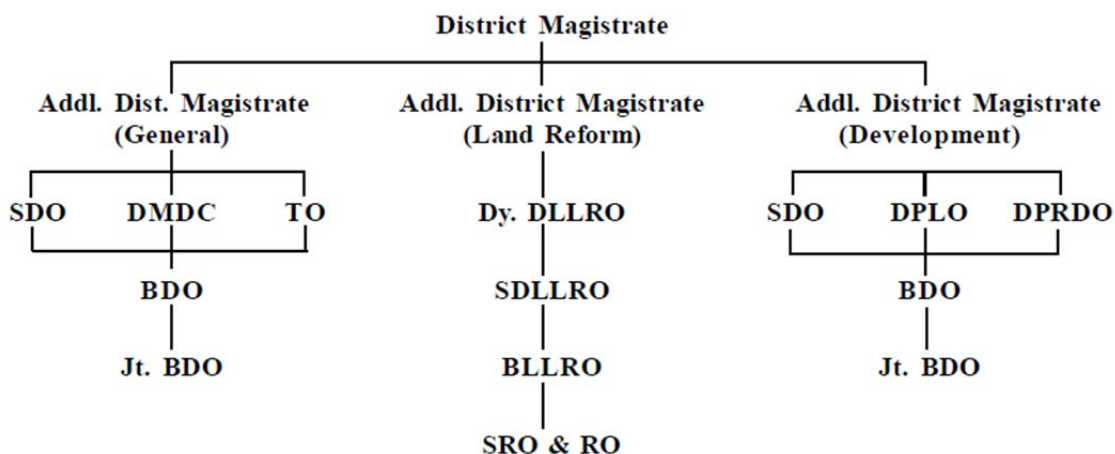 District Magistrate
Addl. Dist. Magistrate Addl. District Magistrate Addl. District Magistrate
(General) (Land Reform) (Development)
SDO DMDC TO Dy. DLLRO SDO DPLO DPRDO
BDO SDLLRO BDO
Jt. BDO BLLRO Jt. BDO
SRO & RO